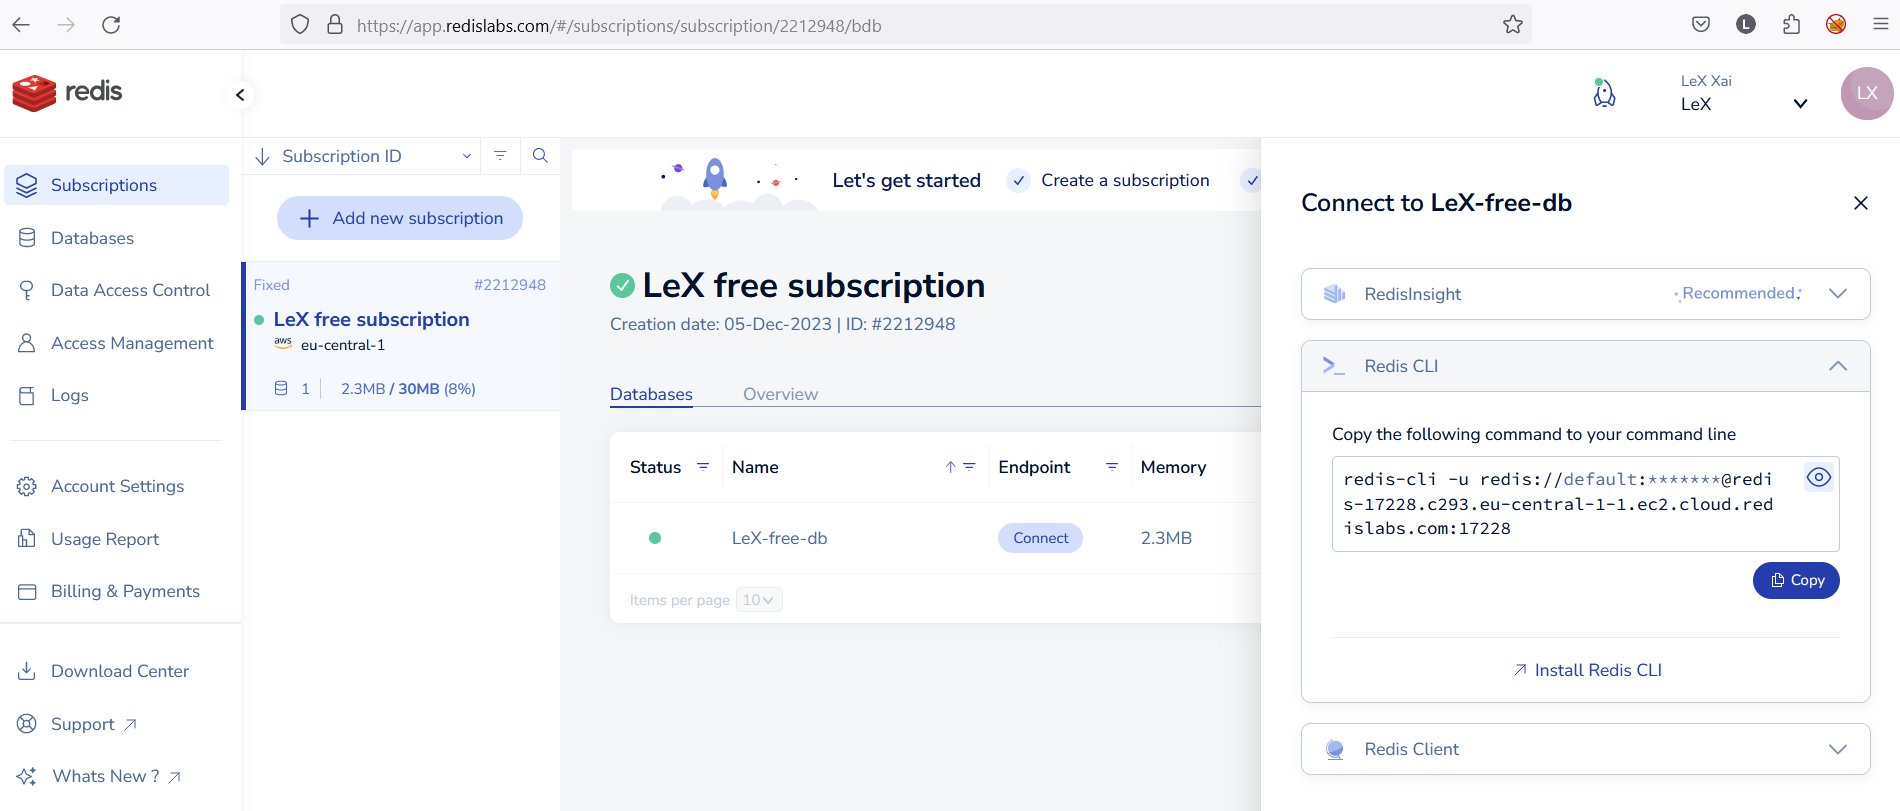 https://app.redislabs.com/#/subscriptions/subscription/2212948/bdb
L
redis
LeX Xai
LeX
LX
Subscriptions
Databases
Data Access Control
Access Management
Logs
Account Settings
Usage Report
Billing & Payments
Download Center
Support
Whats New ?
Subscription ID
Add new subscription
Fixed #2212948
LeX free subscription
aws eu-central-1
1 2.3MB / 30MB (8%)
Let's get started Create a subscription
LeX free subscription
Creation date: 05-Dec-2023 | ID: #2212948
Databases Overview
Status Name Endpoint Memory
LeX-free-db Connect 2.3MB
Items per page 10
Connect to LeX-free-db
RedisInsight Recommended
Redis CLI
Copy the following command to your command line
redis-cli -u redis://default:*******@redi
s-17228.c293.eu-central-1-1.ec2.cloud.red
islabs.com:17228
Copy
Install Redis CLI
Redis Client